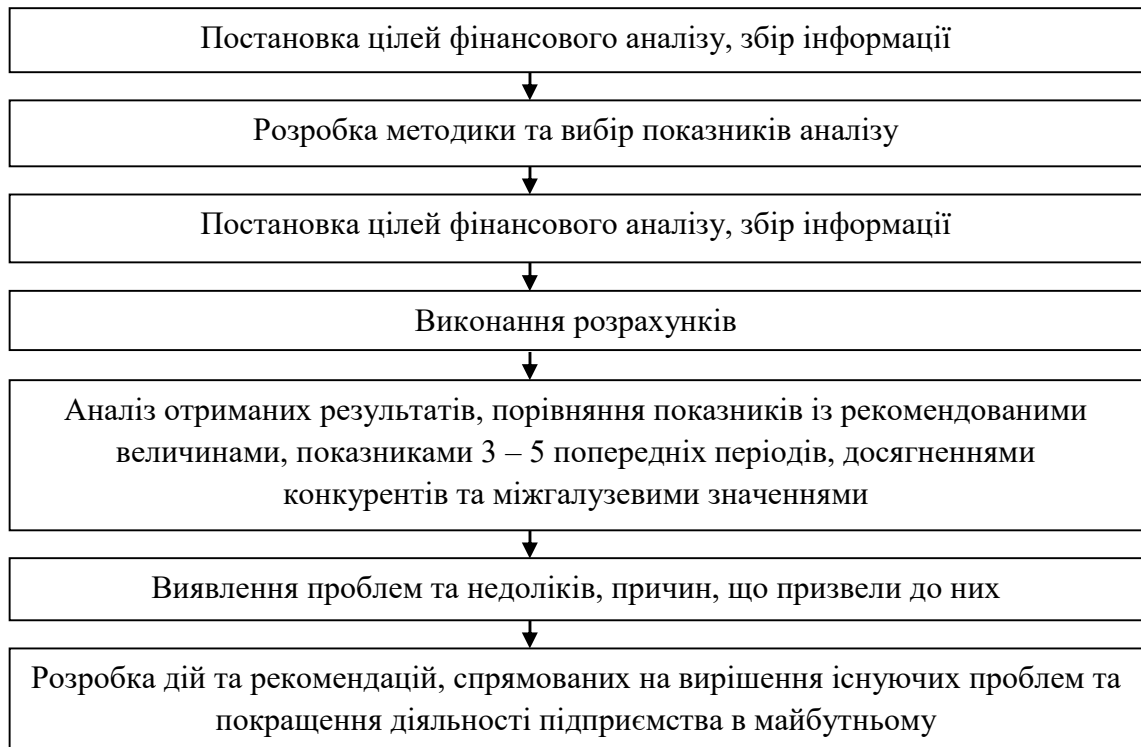 Постановка цілей фінансового аналізу, збір інформації
Розробка методики та вибір показників аналізу
Постановка цілей фінансового аналізу, збір інформації
Виконання розрахунків
Аналіз отриманих результатів, порівняння показників із рекомендованими
величинами, показниками 3 – 5 попередніх періодів, досягненнями
конкурентів та міжгалузевими значеннями
Виявлення проблем та недоліків, причин, що призвели до них
Розробка дій та рекомендацій, спрямованих на вирішення існуючих проблем та
покращення діяльності підприємства в майбутньому